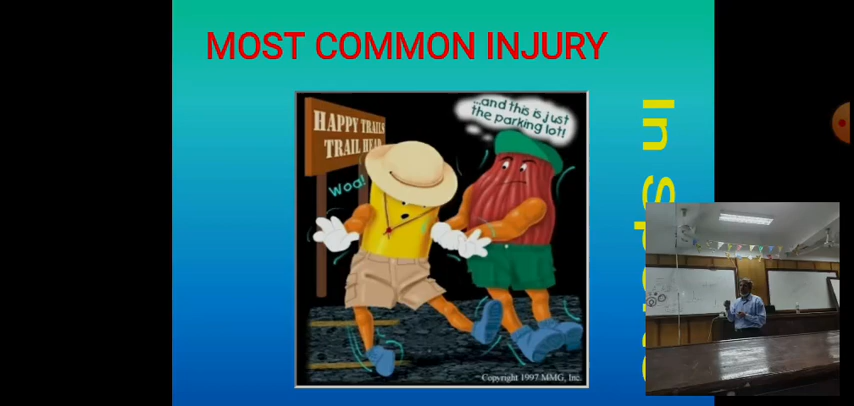 MOST COMMON INJURY
...and this is just
the parking lot!
HAPPY TRAILS
TRAIL HEAD
Woa!
In
Copyright 1997 MMG, Inc.